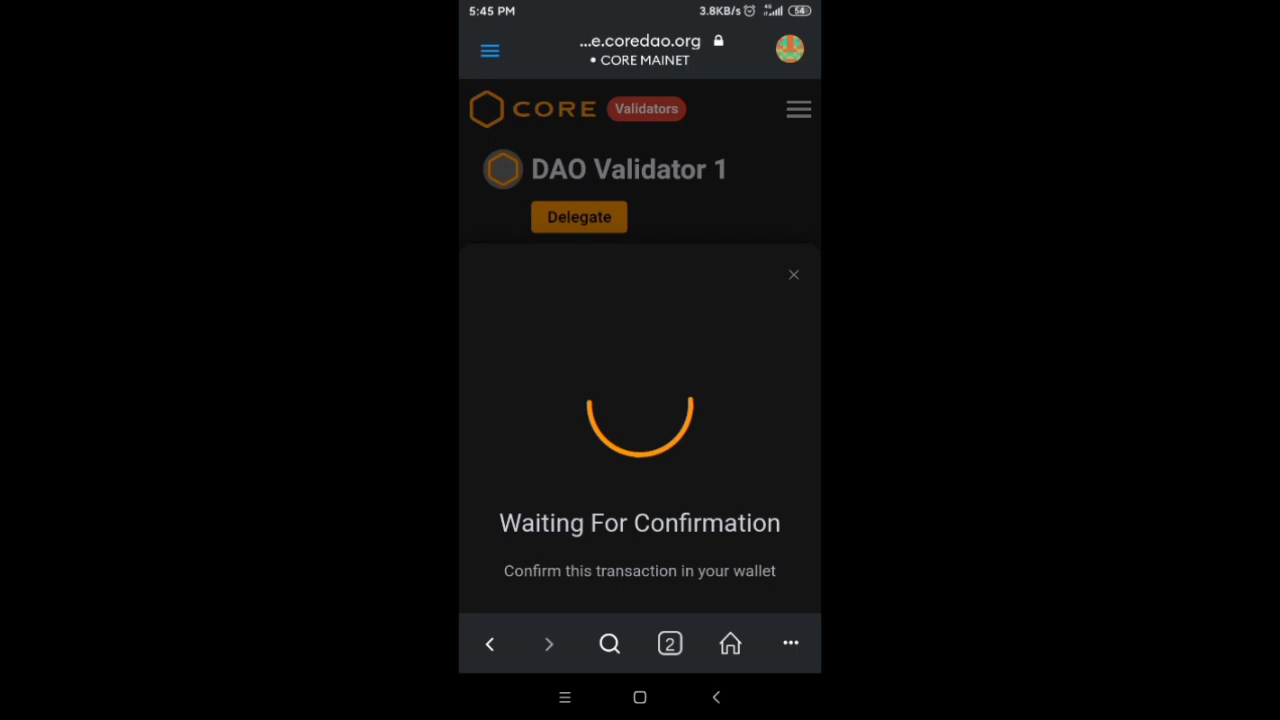 5:45 PM
3.8KB/s 4G 54
...e.coredao.org
• CORE MAINET
CORE Validators
DAO Validator 1
Delegate
Waiting For Confirmation
Confirm this transaction in your wallet
2